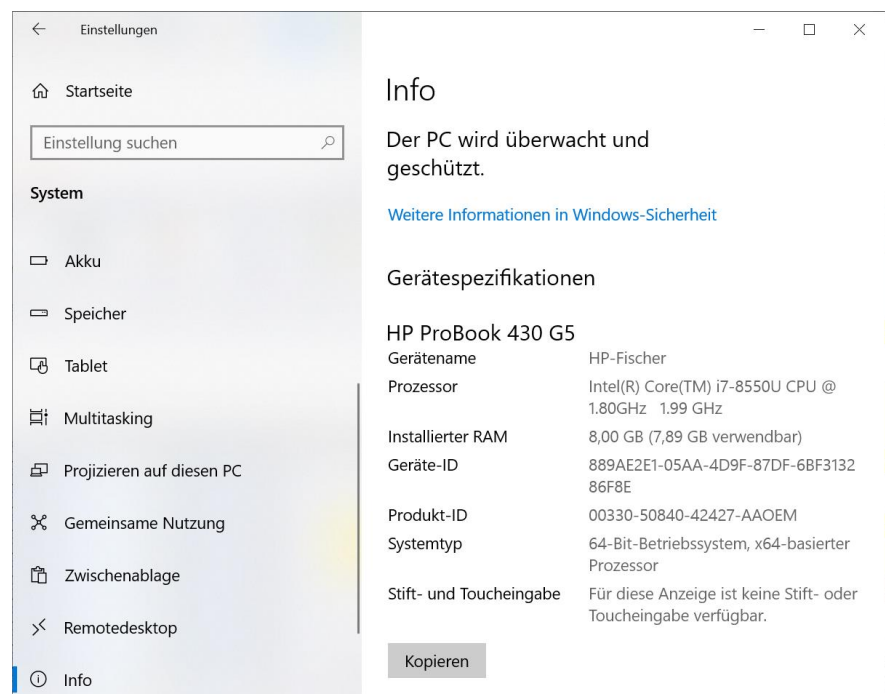 Einstellungen
Startseite
Einstellung suchen
System
Akku
Speicher
Tablet
Multitasking
Projizieren auf diesen PC
Gemeinsame Nutzung
Zwischenablage
Remotedesktop
Info
Info
Der PC wird überwacht und
geschützt.
Weitere Informationen in Windows-Sicherheit
Gerätespezifikationen
HP ProBook 430 G5
Gerätename HP-Fischer
Prozessor Intel(R) Core(TM) i7-8550U CPU @
1.80GHz 1.99 GHz
Installierter RAM 8,00 GB (7,89 GB verwendbar)
Geräte-ID 889AE2E1-05AA-4D9F-87DF-6BF3132
86F8E
Produkt-ID 00330-50840-42427-AAOEM
Systemtyp 64-Bit-Betriebssystem, x64-basierter
Prozessor
Stift- und Toucheingabe Für diese Anzeige ist keine Stift- oder
Toucheingabe verfügbar.
Kopieren